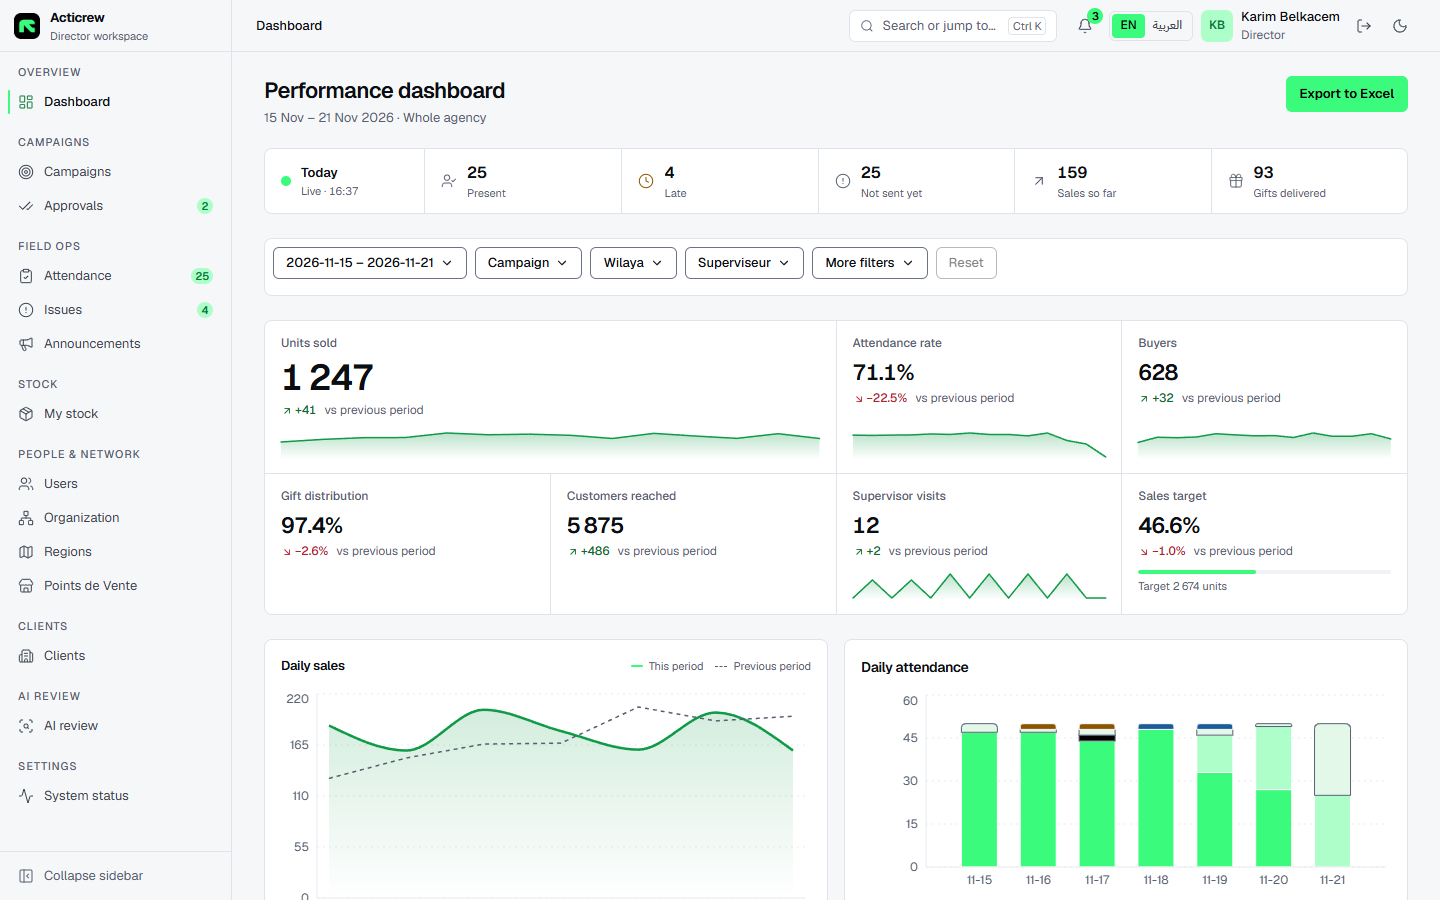 Acticrew
Director workspace
OVERVIEW
Dashboard
CAMPAIGNS
Campaigns
Approvals 2
FIELD OPS
Attendance 25
Issues 4
Announcements
STOCK
My stock
PEOPLE & NETWORK
Users
Organization
Regions
Points de Vente
CLIENTS
Clients
AI REVIEW
AI review
SETTINGS
System status
Collapse sidebar
Dashboard
Search or jump to... Ctrl K
3
EN العربية
KB
Karim Belkacem
Director
Performance dashboard
15 Nov – 21 Nov 2026 · Whole agency
Export to Excel
Today
Live · 16:37
25
Present
4
Late
25
Not sent yet
159
Sales so far
93
Gifts delivered
2026-11-15 – 2026-11-21
Campaign
Wilaya
Superviseur
More filters
Reset
Units sold
1 247
+41 vs previous period
Attendance rate
71.1%
−22.5% vs previous period
Buyers
628
+32 vs previous period
Gift distribution
97.4%
−2.6% vs previous period
Customers reached
5 875
+486 vs previous period
Supervisor visits
12
+2 vs previous period
Sales target
46.6%
−1.0% vs previous period
Target 2 674 units
Daily sales
This period
Previous period
220
165
110
55
0
Daily attendance
60
45
30
15
0
11-15 11-16 11-17 11-18 11-19 11-20 11-21